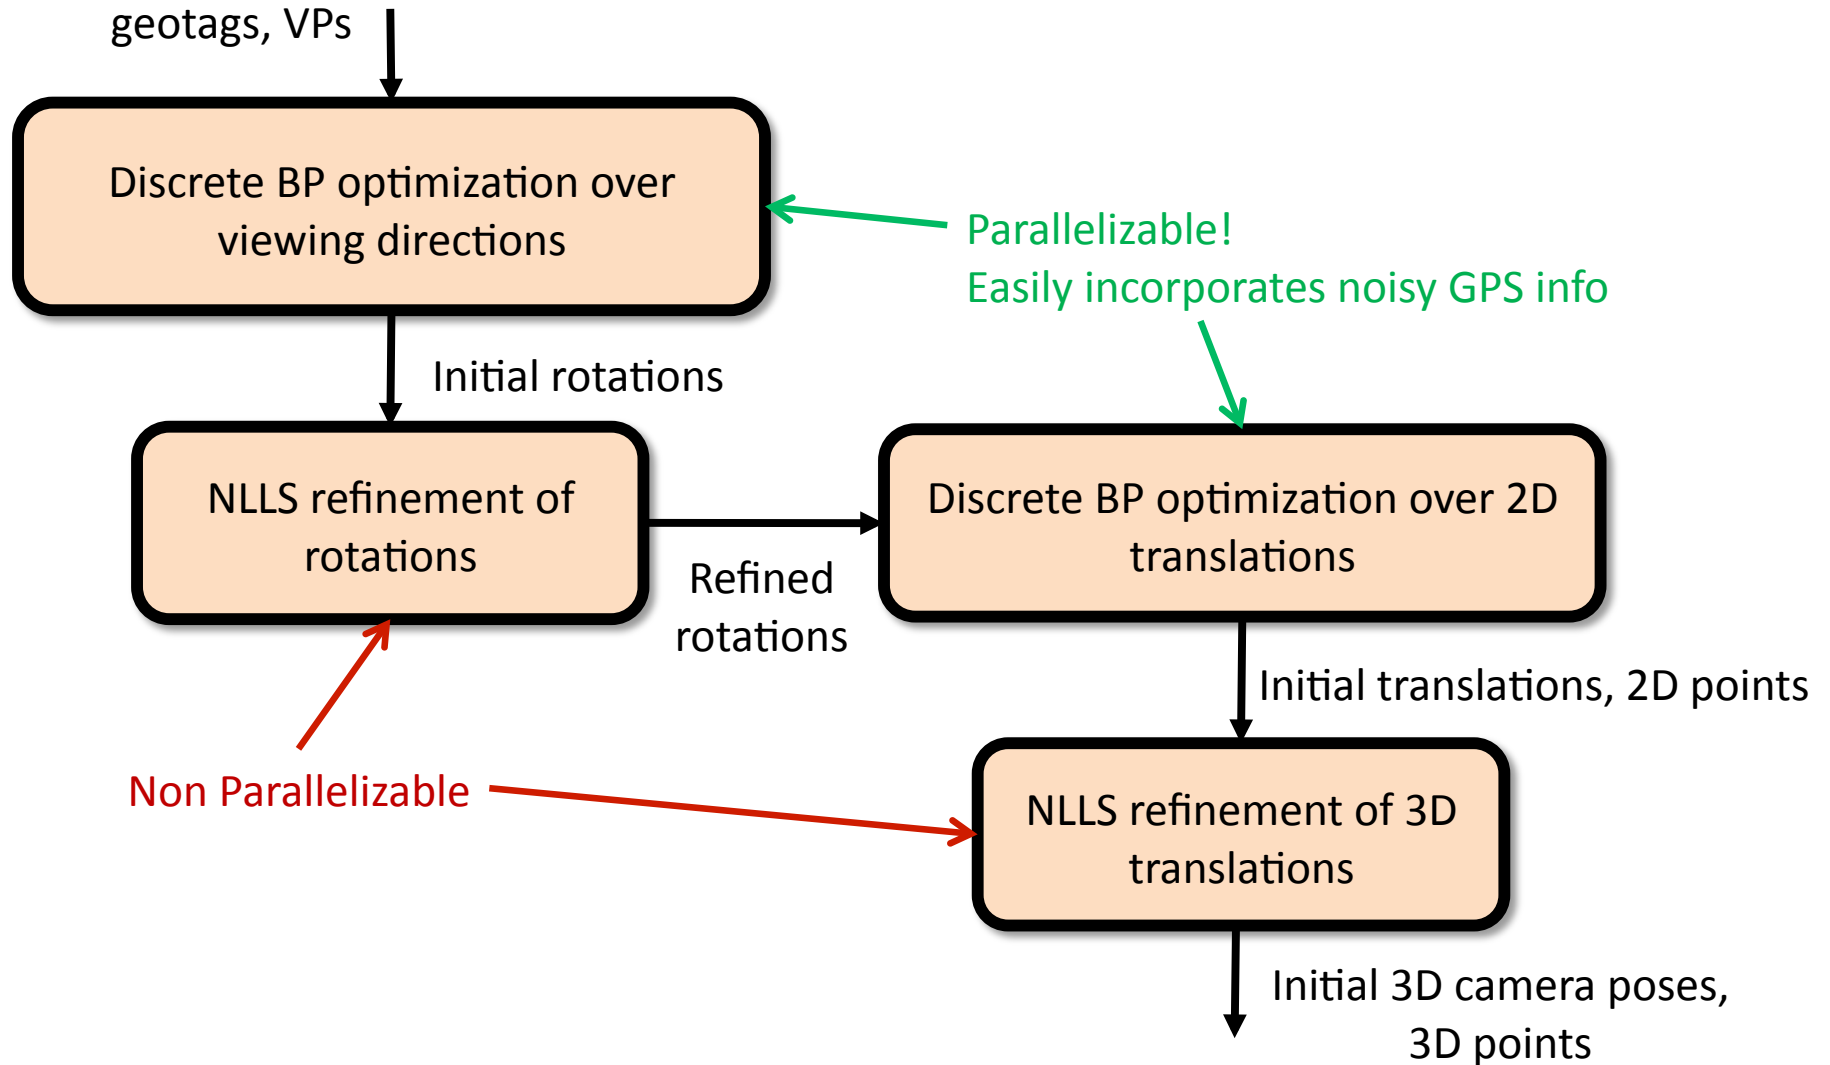 geotags, VPs
Discrete BP optimization over
viewing directions
Parallelizable!
Easily incorporates noisy GPS info
Initial rotations
NLLS refinement of
rotations
Refined
rotations
Discrete BP optimization over 2D
translations
Initial translations, 2D points
Non Parallelizable
NLLS refinement of 3D
translations
Initial 3D camera poses,
3D points